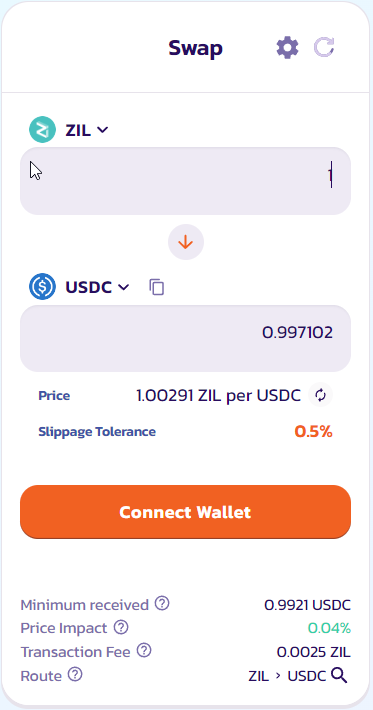 Swap
ZIL
1
USDC
0.997102
Price 1.00291 ZIL per USDC
Slippage Tolerance 0.5%
Connect Wallet
Minimum received 0.9921 USDC
Price Impact 0.04%
Transaction Fee 0.0025 ZIL
Route ZIL > USDC